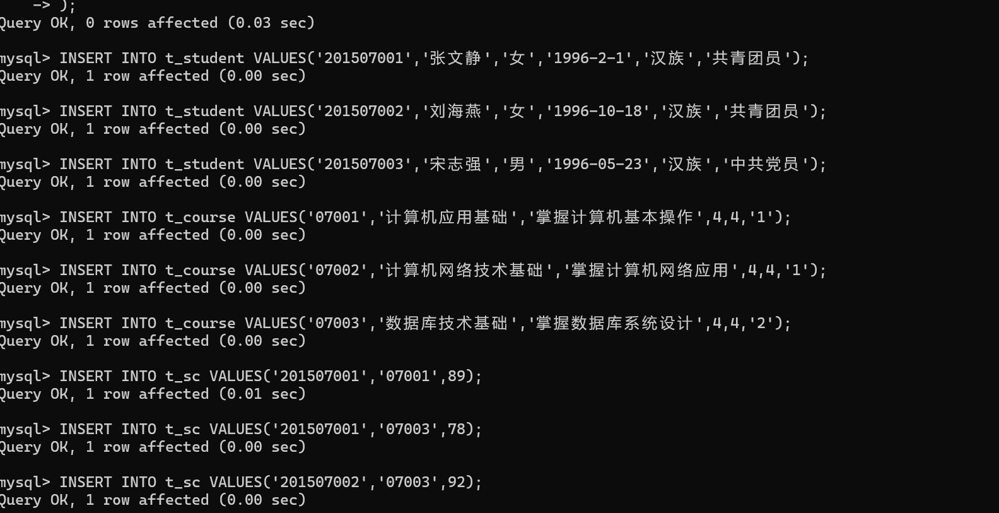 -> );
Query OK, 0 rows affected (0.03 sec)
mysql> INSERT INTO t_student VALUES('201507001','张文静','女','1996-2-1','汉族','共青团员');
Query OK, 1 row affected (0.00 sec)
mysql> INSERT INTO t_student VALUES('201507002','刘海燕','女','1996-10-18','汉族','共青团员');
Query OK, 1 row affected (0.00 sec)
mysql> INSERT INTO t_student VALUES('201507003','宋志强','男','1996-05-23','汉族','中共党员');
Query OK, 1 row affected (0.00 sec)
mysql> INSERT INTO t_course VALUES('07001','计算机应用基础','掌握计算机基本操作',4,4,'1');
Query OK, 1 row affected (0.00 sec)
mysql> INSERT INTO t_course VALUES('07002','计算机网络技术基础','掌握计算机网络应用',4,4,'1');
Query OK, 1 row affected (0.00 sec)
mysql> INSERT INTO t_course VALUES('07003','数据库技术基础','掌握数据库系统设计',4,4,'2');
Query OK, 1 row affected (0.00 sec)
mysql> INSERT INTO t_sc VALUES('201507001','07001',89);
Query OK, 1 row affected (0.01 sec)
mysql> INSERT INTO t_sc VALUES('201507001','07003',78);
Query OK, 1 row affected (0.00 sec)
mysql> INSERT INTO t_sc VALUES('201507002','07003',92);
Query OK, 1 row affected (0.00 sec)